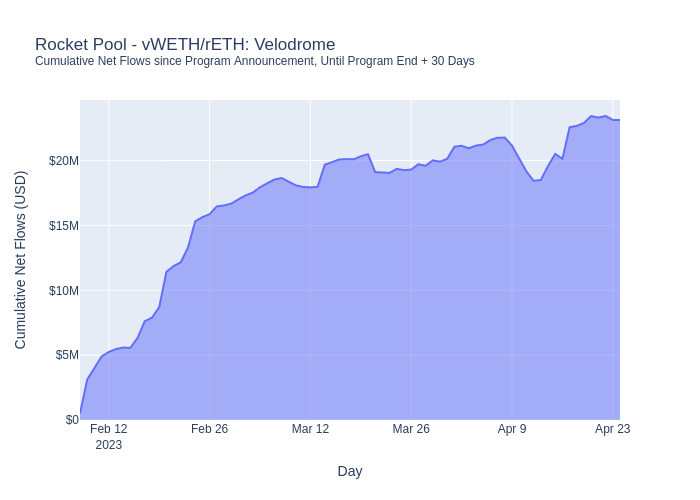 Rocket Pool - vWETH/rETH: Velodrome
Cumulative Net Flows since Program Announcement, Until Program End + 30 Days
Cumulative Net Flows (USD)
$20M
$15M
$10M
$5M
$0
Feb 12
2023
Feb 26
Mar 12
Mar 26
Apr 9
Apr 23
Day